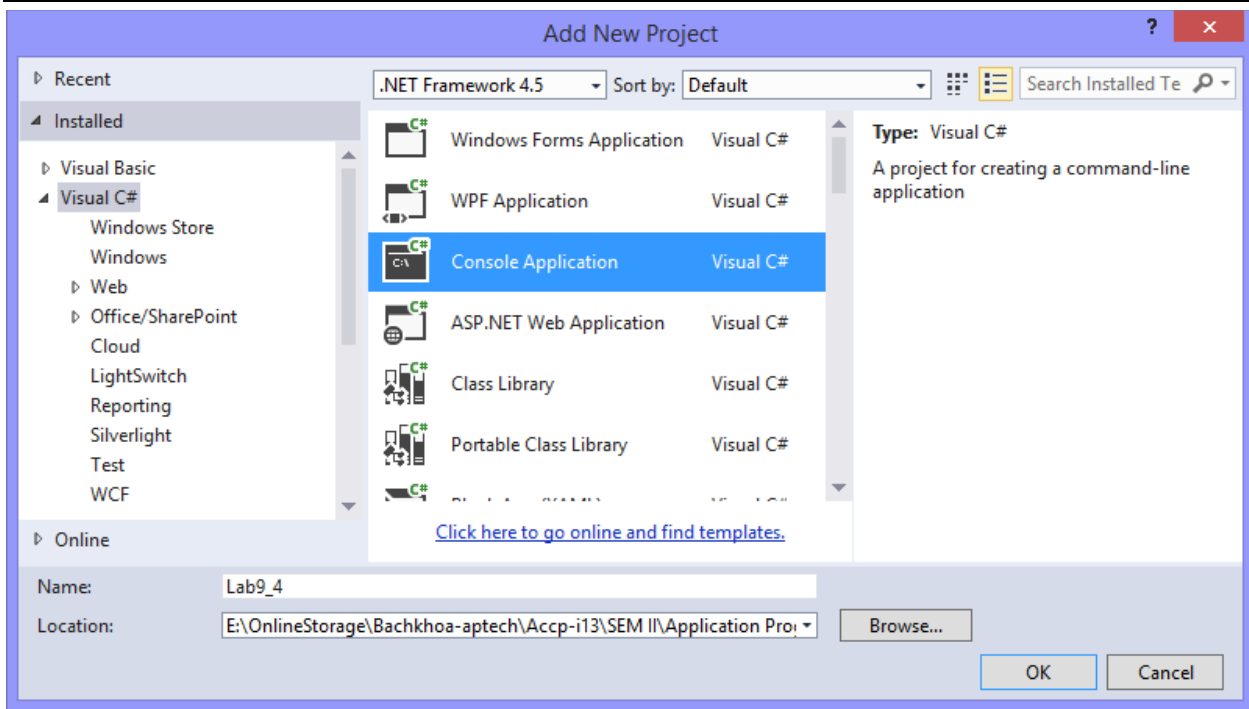 Add New Project
?
Recent
Installed
Visual Basic
Visual C#
Windows Store
Windows
Web
Office/SharePoint
Cloud
LightSwitch
Reporting
Silverlight
Test
WCF
Online
.NET Framework 4.5
Sort by: Default
Search Installed Te
C# Windows Forms Application Visual C#
C# WPF Application Visual C#
C# C:\ Console Application Visual C#
C# ASP.NET Web Application Visual C#
C# Class Library Visual C#
C# Portable Class Library Visual C#
C#
Click here to go online and find templates.
Type: Visual C#
A project for creating a command-line
application
Name: Lab9_4
Location: E:\OnlineStorage\Bachkhoa-aptech\Accp-i13\SEM II\Application Pro
Browse...
OK Cancel